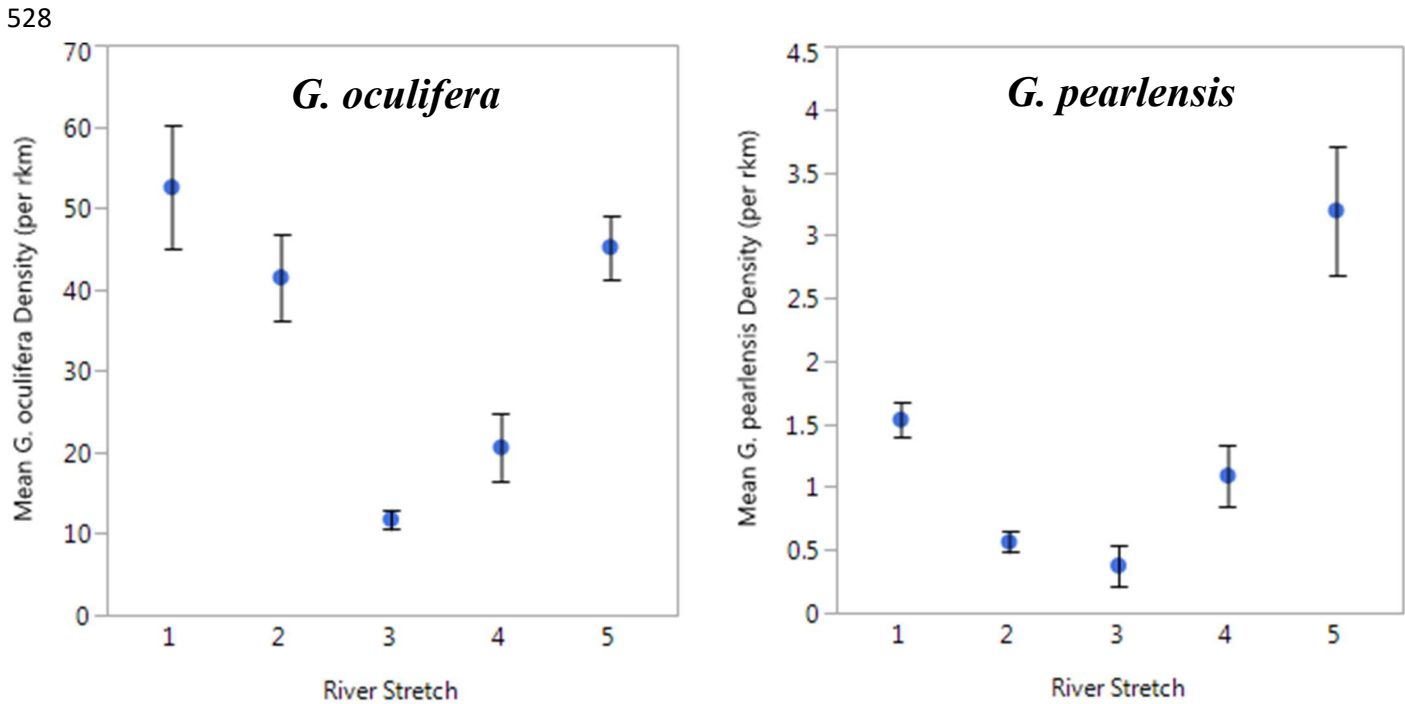 528
G. oculifera
Mean G. oculifera Density (per rkm)
70
60
50
40
30
20
10
0
1 2 3 4 5
River Stretch
G. pearlensis
Mean G. pearlensis Density (per rkm)
4.5
4
3.5
3
2.5
2
1.5
1
0.5
0
1 2 3 4 5
River Stretch